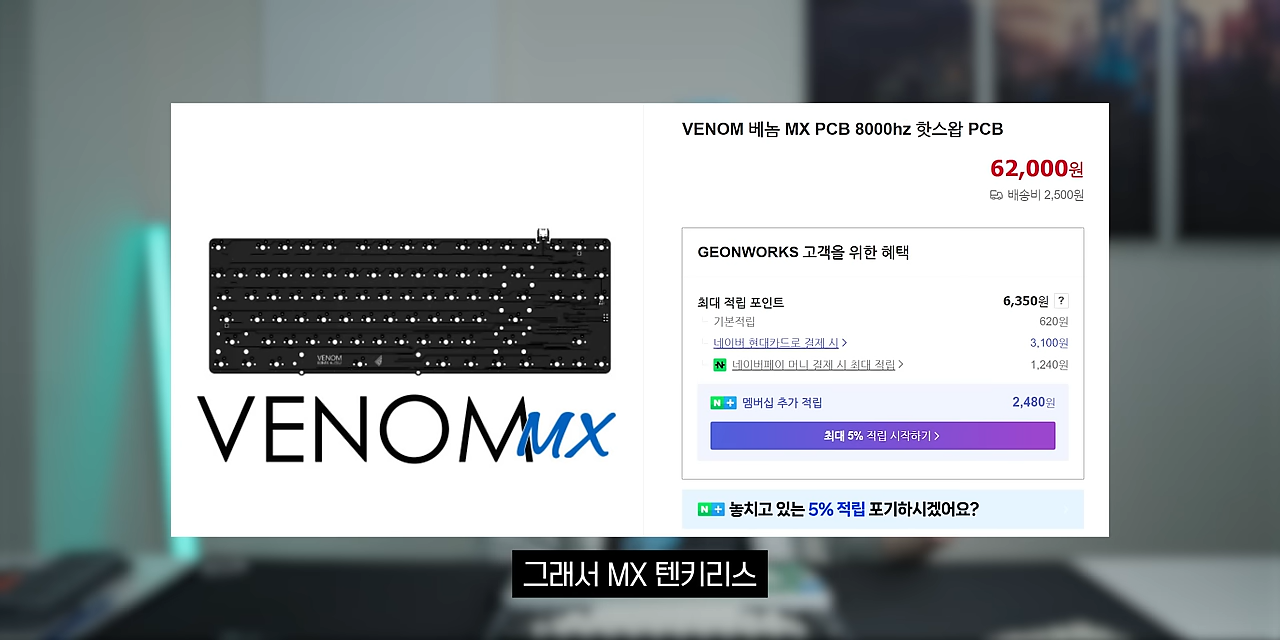 VENOM 베놈 MX PCB 8000hz 핫스왑 PCB
62,000원
배송비 2,500원
GEONWORKS 고객을 위한 혜택
최대 적립 포인트 6,350원 ?
기본적립 620원
네이버 현대카드로 결제 시 > 3,100원
N 네이버페이 머니 결제 시 최대 적립 > 1,240원
N + 멤버십 추가 적립 2,480원
최대 5% 적립 시작하기 >
N + 놓치고 있는 5% 적립 포기하시겠어요?
VENOM
VENOM MX
그래서 MX 텐키리스